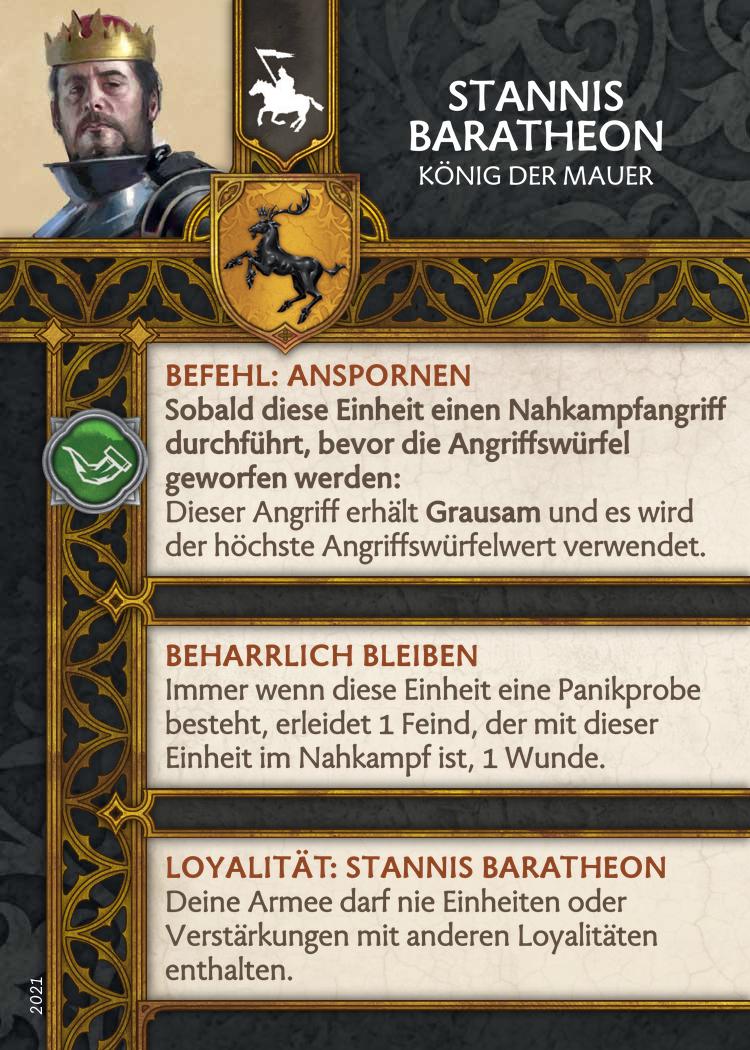 STANNIS
BARATHEON
KÖNIG DER MAUER
BEFEHL: ANSPORNEN
Sobald diese Einheit einen Nahkampfangriff
durchführt, bevor die Angriffswürfel
geworfen werden:
Dieser Angriff erhält Grausam und es wird
der höchste Angriffswürfelwert verwendet.
BEHARRLICH BLEIBEN
Immer wenn diese Einheit eine Panikprobe
besteht, erleidet 1 Feind, der mit dieser
Einheit im Nahkampf ist, 1 Wunde.
LOYALITÄT: STANNIS BARATHEON
Deine Armee darf nie Einheiten oder
Verstärkungen mit anderen Loyalitäten
enthalten.
2021